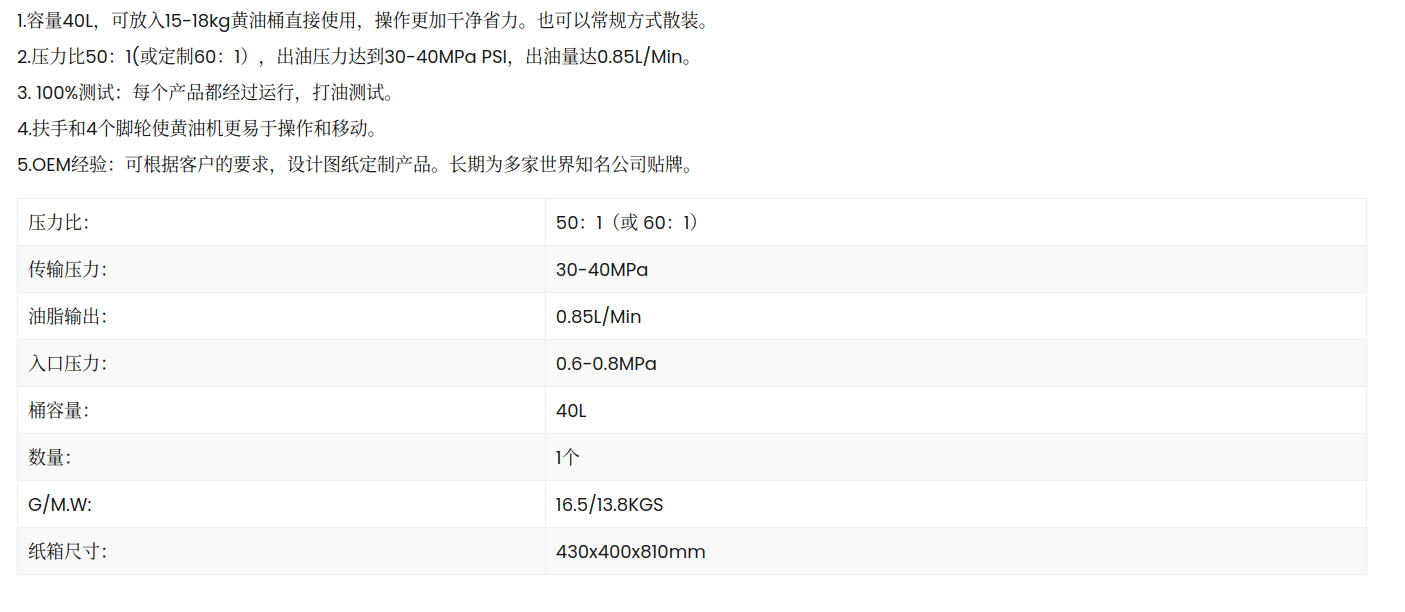 1.容量40L，可放入15-18kg黄油桶直接使用，操作更加干净省力。也可以常规方式散装。
2.压力比50：1(或定制60：1），出油压力达到30-40MPa PSI，出油量达0.85L/Min。
3. 100%测试：每个产品都经过运行，打油测试。
4.扶手和4个脚轮使黄油机更易于操作和移动。
5.OEM经验：可根据客户的要求，设计图纸定制产品。长期为多家世界知名公司贴牌。
压力比： 50：1（或 60：1）
传输压力： 30-40MPa
油脂输出： 0.85L/Min
入口压力： 0.6-0.8MPa
桶容量： 40L
数量： 1个
G/M.W: 16.5/13.8KGS
纸箱尺寸： 430x400x810mm